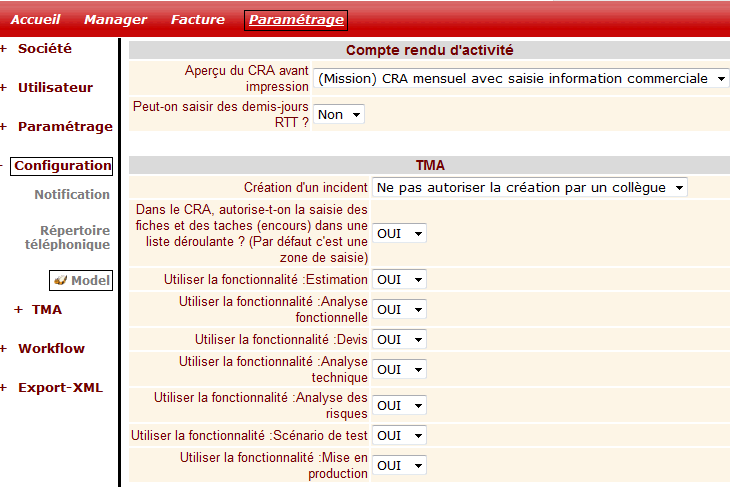 Accueil Manager Facture Paramétrage
+ Société
+ Utilisateur
+ Paramétrage
- Configuration
Notification
Répertoire
téléphonique
Model
+ TMA
+ Workflow
+ Export-XML
Compte rendu d'activité
Aperçu du CRA avant
impression
(Mission) CRA mensuel avec saisie information commerciale
Peut-on saisir des demis-jours
RTT ?
Non
TMA
Création d'un incident
Ne pas autoriser la création par un collègue
Dans le CRA, autorise-t-on la saisie des
fiches et des taches (encours) dans une
liste déroulante ? (Par défaut c'est une
zone de saisie)
OUI
Utiliser la fonctionnalité :Estimation
OUI
Utiliser la fonctionnalité :Analyse
fonctionnelle
OUI
Utiliser la fonctionnalité :Devis
OUI
Utiliser la fonctionnalité :Analyse
technique
OUI
Utiliser la fonctionnalité :Analyse des
risques
OUI
Utiliser la fonctionnalité :Scénario de test
OUI
Utiliser la fonctionnalité :Mise en
production
OUI